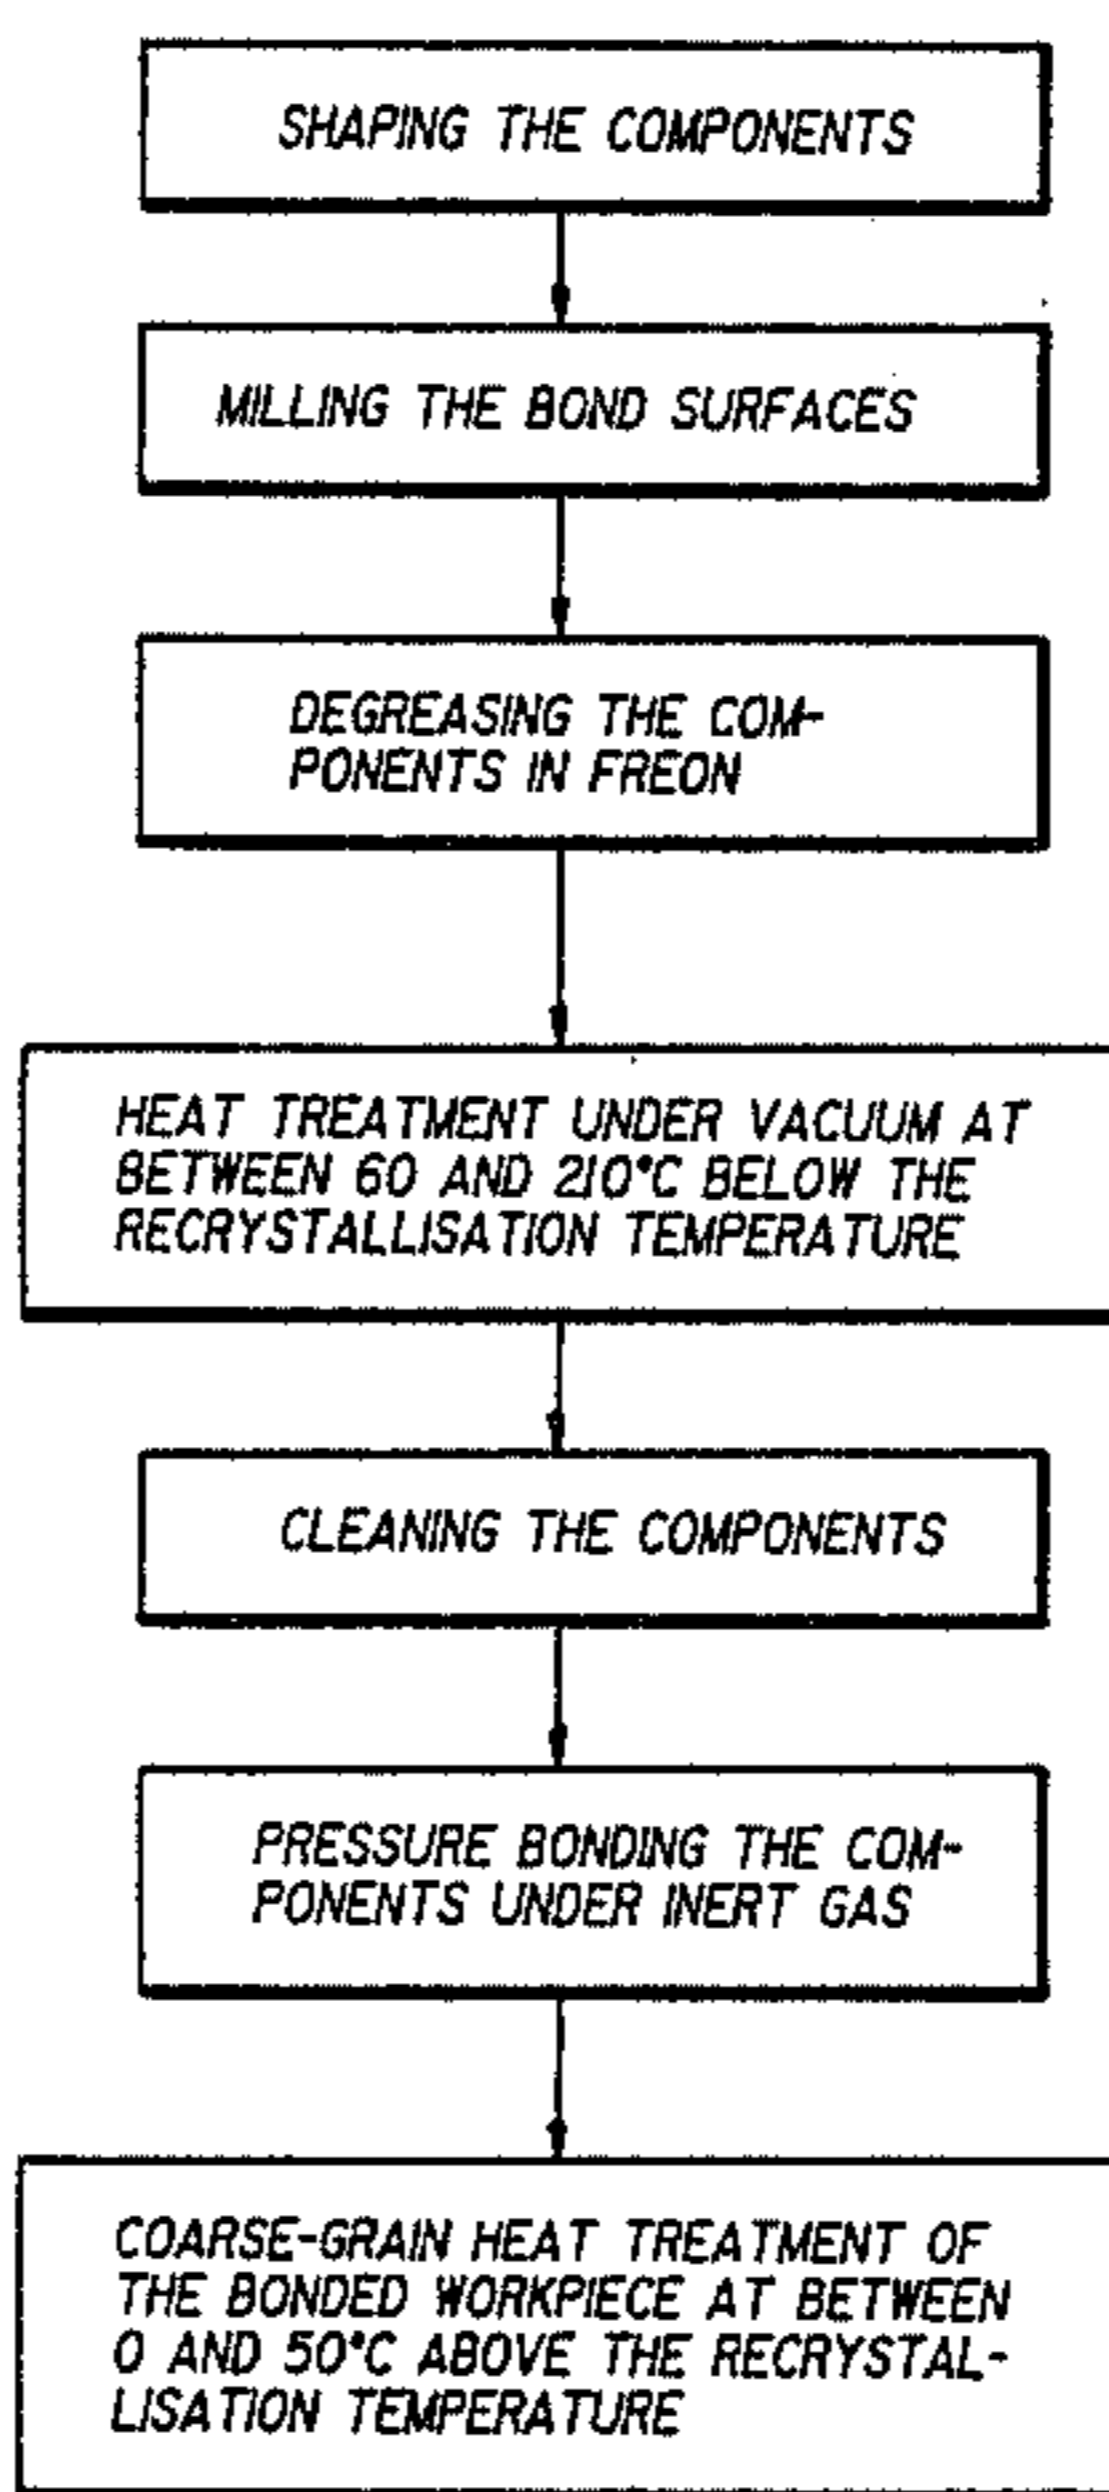 SHAPING THE COMPONENTS
MILLING THE BOND SURFACES
DEGREASING THE COM-
PONENTS IN FREON
HEAT TREATMENT UNDER VACUUM AT
BETWEEN 60 AND 210°C BELOW THE
RECRYSTALLISATION TEMPERATURE
CLEANING THE COMPONENTS
PRESSURE BONDING THE COM-
PONENTS UNDER INERT GAS
COARSE-GRAIN HEAT TREATMENT OF
THE BONDED WORKPIECE AT BETWEEN
0 AND 50°C ABOVE THE RECRYSTAL-
LISATION TEMPERATURE